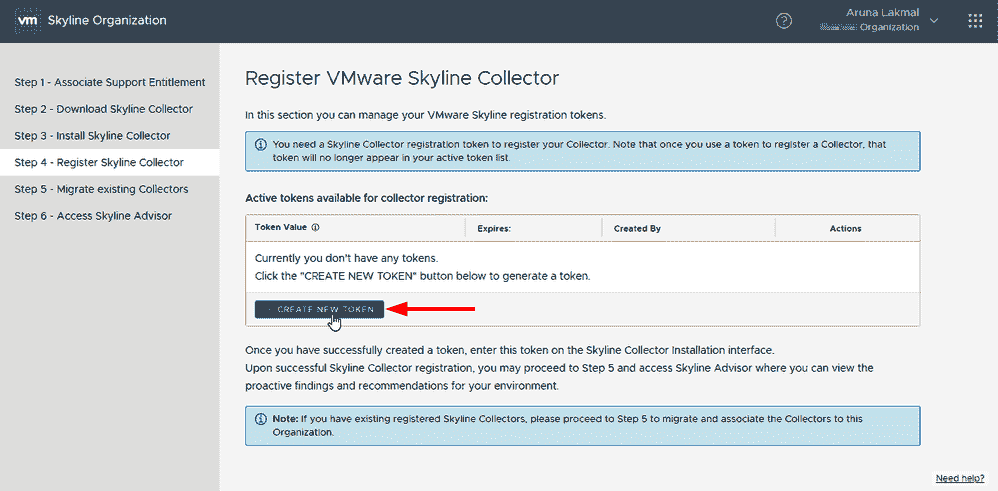 vm Skyline Organization
Aruna Lakmal
Organization
Step 1 - Associate Support Entitlement
Step 2 - Download Skyline Collector
Step 3 - Install Skyline Collector
Step 4 - Register Skyline Collector
Step 5 - Migrate existing Collectors
Step 6 - Access Skyline Advisor
Register VMware Skyline Collector
In this section you can manage your VMware Skyline registration tokens.
You need a Skyline Collector registration token to register your Collector. Note that once you use a token to register a Collector, that
token will no longer appear in your active token list.
Active tokens available for collector registration:
Token Value Expires: Created By Actions
Currently you don't have any tokens.
Click the "CREATE NEW TOKEN" button below to generate a token.
+ CREATE NEW TOKEN
Once you have successfully created a token, enter this token on the Skyline Collector Installation interface.
Upon successful Skyline Collector registration, you may proceed to Step 5 and access Skyline Advisor where you can view the
proactive findings and recommendations for your environment.
Note: If you have existing registered Skyline Collectors, please proceed to Step 5 to migrate and associate the Collectors to this
Organization.
Need help?